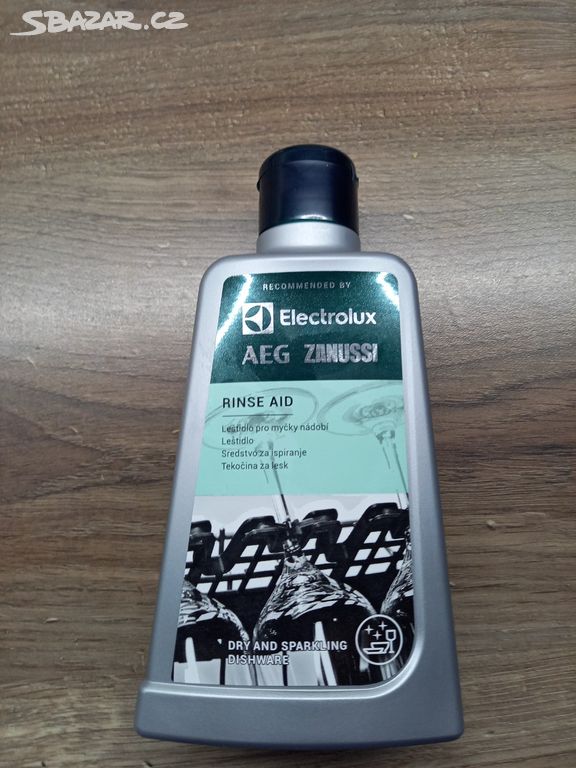 SBAZAR.CZ
RECOMMENDED BY
Electrolux
AEG ZANUSSI
RINSE AID
Leštidlo pro myčky nádobí
Leštidlo
Sredstvo za ispiranje
Tekočina za lesk
DRY AND SPARKLING
DISHWARE